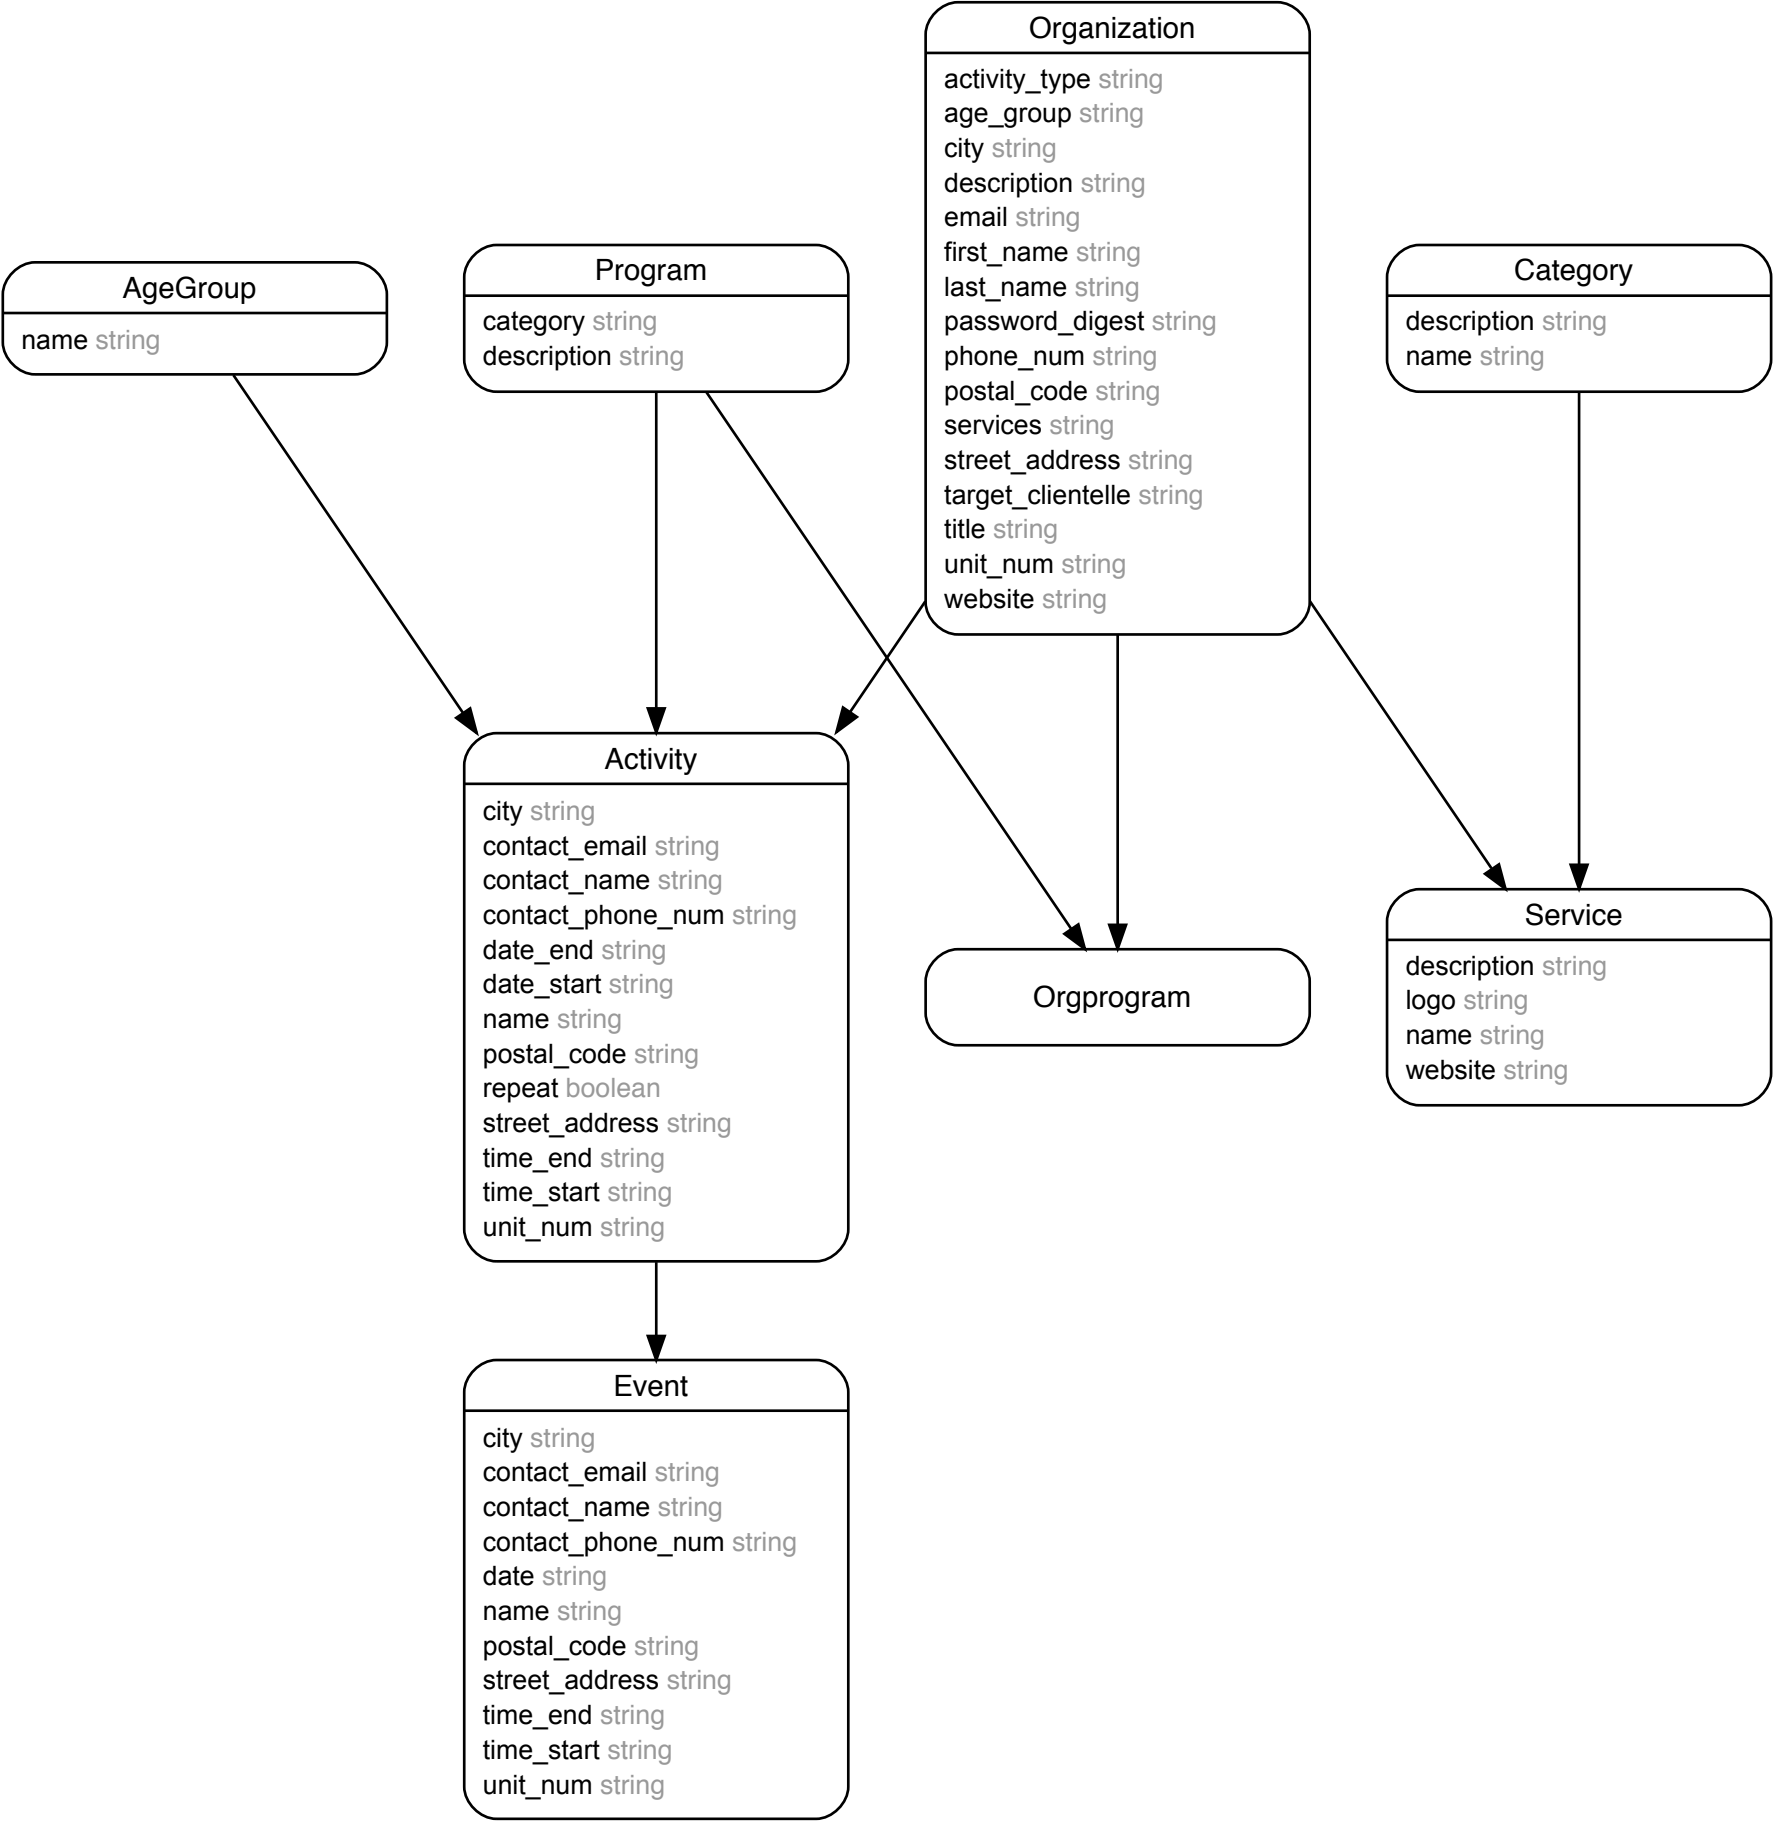 Organization
activity_type string
age_group string
city string
description string
email string
first_name string
last_name string
password_digest string
phone_num string
postal_code string
services string
street_address string
target_clientelle string
title string
unit_num string
website string
AgeGroup
name string
Program
category string
description string
Category
description string
name string
Activity
city string
contact_email string
contact_name string
contact_phone_num string
date_end string
date_start string
name string
postal_code string
repeat boolean
street_address string
time_end string
time_start string
unit_num string
Orgprogram
Service
description string
logo string
name string
website string
Event
city string
contact_email string
contact_name string
contact_phone_num string
date string
name string
postal_code string
street_address string
time_end string
time_start string
unit_num string